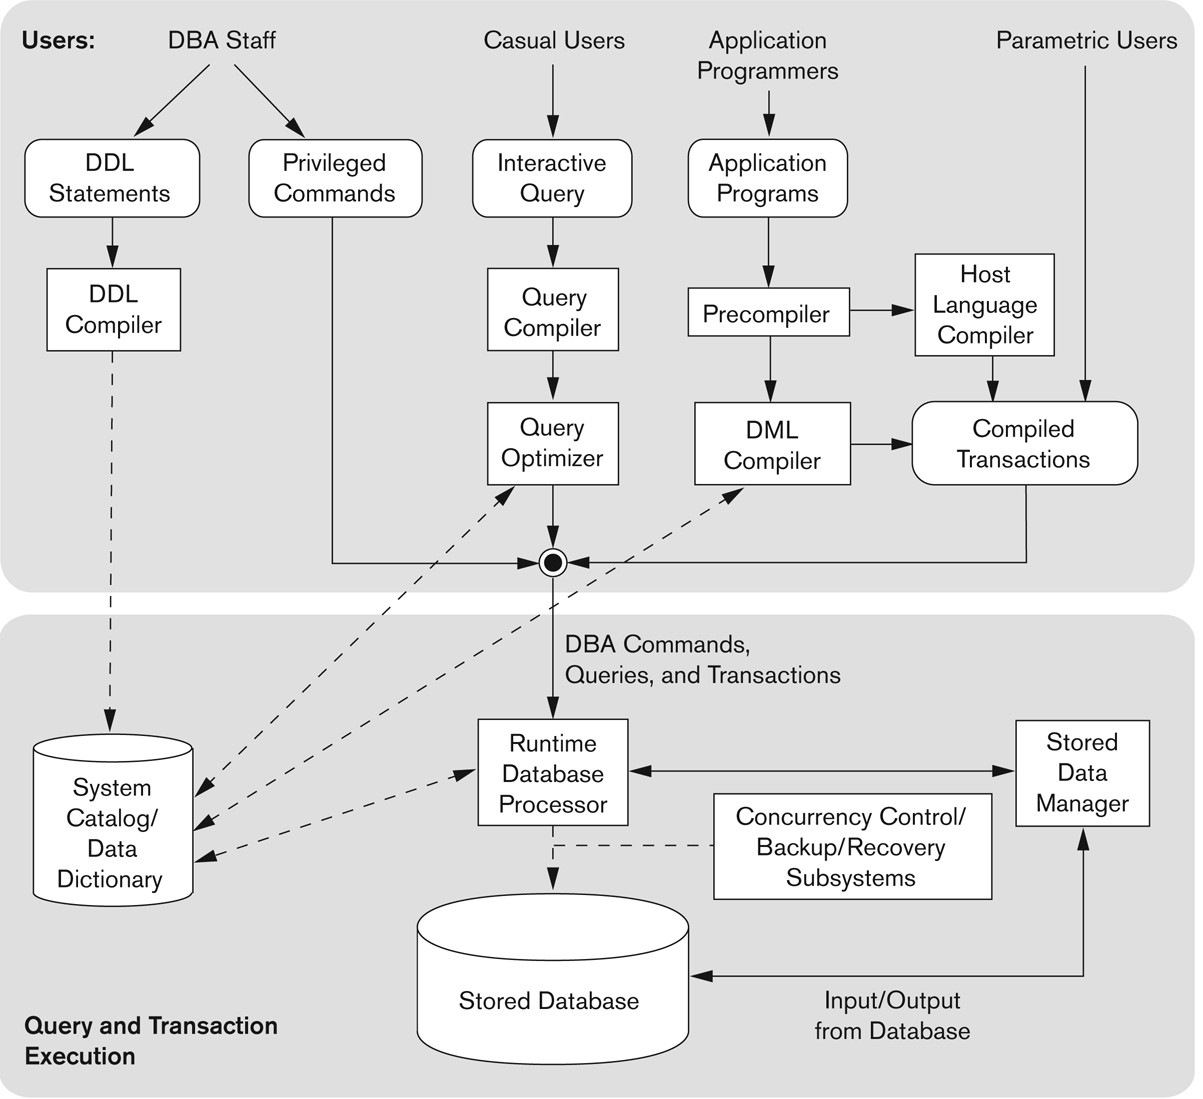 Users:
DBA Staff
Casual Users
Application
Programmers
Parametric Users
DDL
Statements
Privileged
Commands
Interactive
Query
Application
Programs
DDL
Compiler
Query
Compiler
Precompiler
Host
Language
Compiler
Query
Optimizer
DML
Compiler
Compiled
Transactions
DBA Commands,
Queries, and Transactions
System
Catalog/
Data
Dictionary
Runtime
Database
Processor
Stored
Data
Manager
Concurrency Control/
Backup/Recovery
Subsystems
Stored Database
Input/Output
from Database
Query and Transaction
Execution